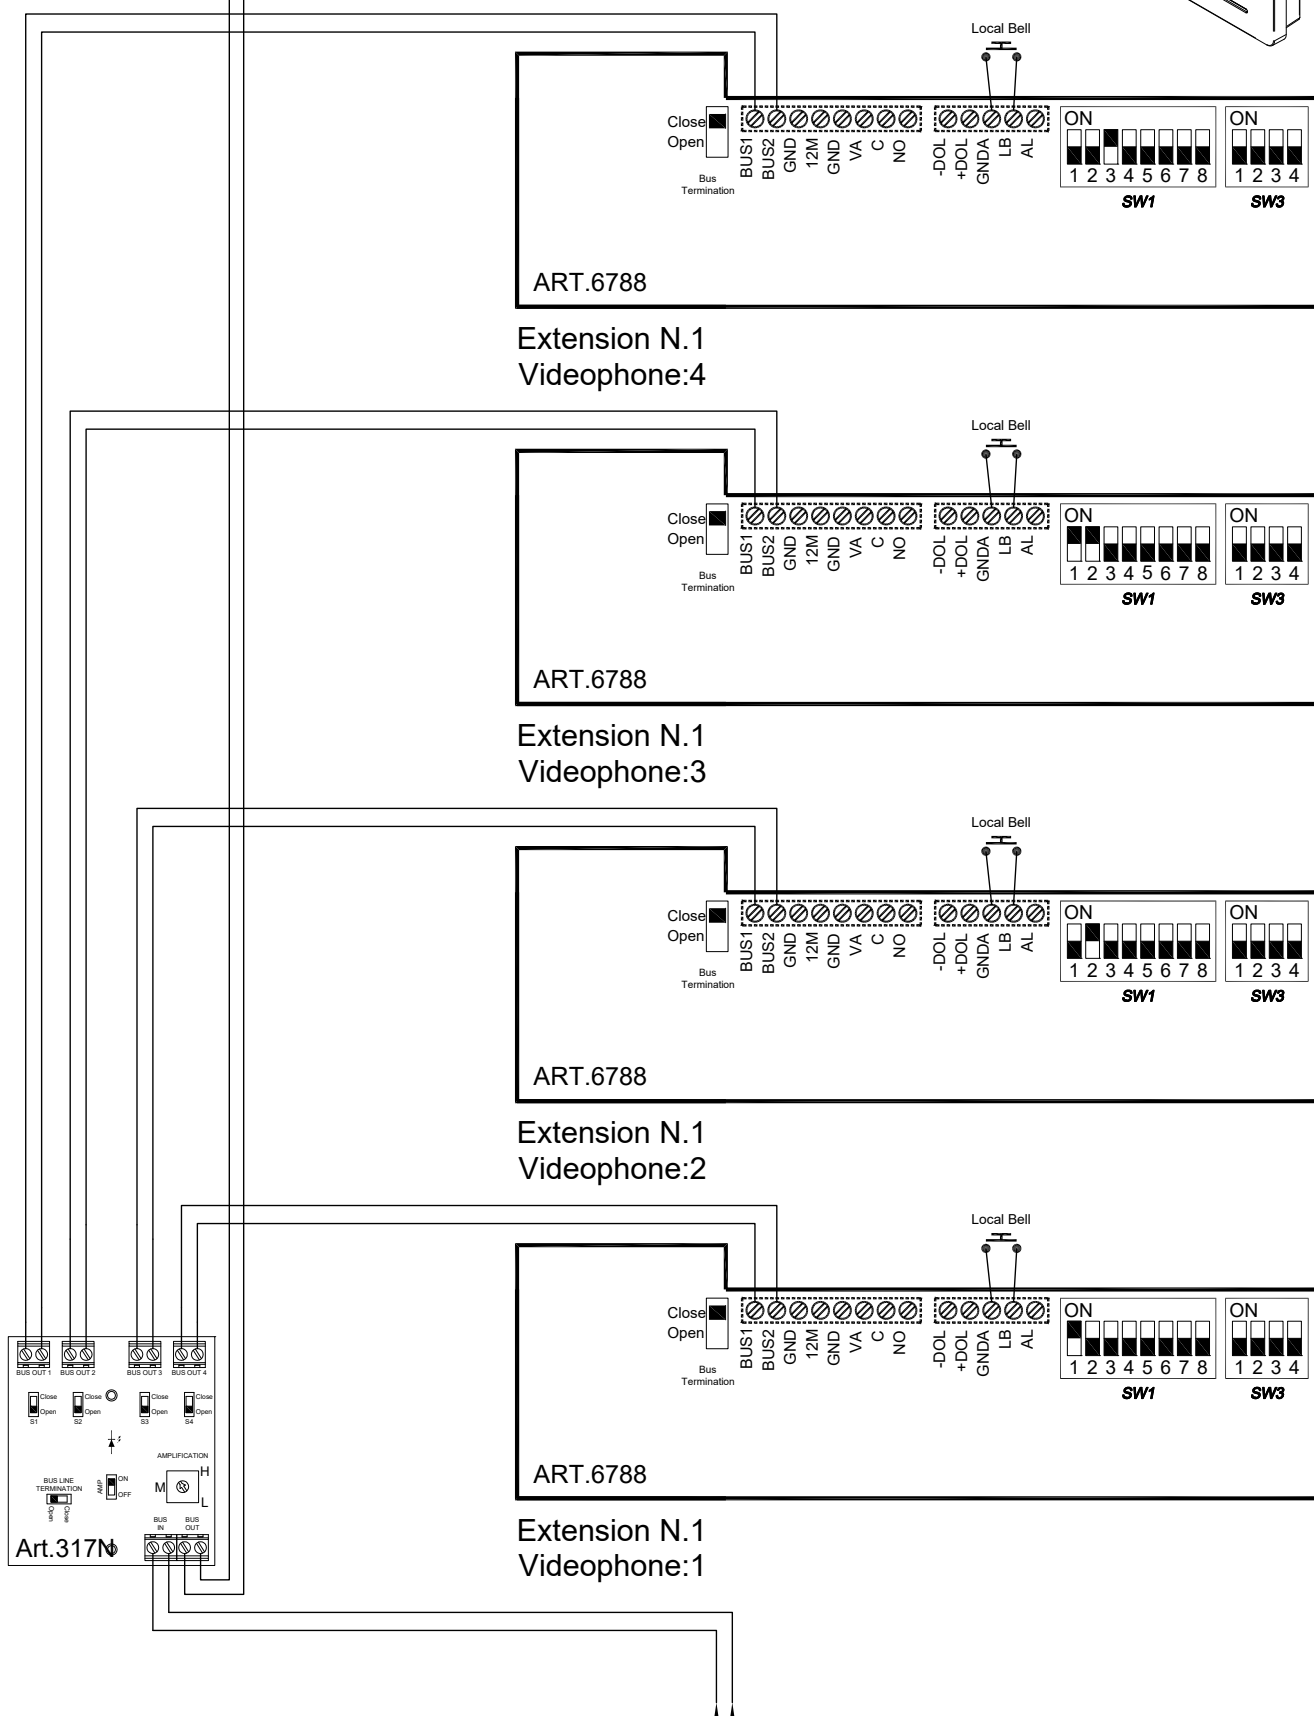 Local Bell
Close
Open
Bus
Termination
BUS1 BUS2 GND 12M GND VA C NO
-DOL +DOL GNDA LB AL
ON
1 2 3 4 5 6 7 8
SW1
ON
1 2 3 4
SW3
ART.6788
Extension N.1
Videophone:4
Local Bell
Close
Open
Bus
Termination
BUS1 BUS2 GND 12M GND VA C NO
-DOL +DOL GNDA LB AL
ON
1 2 3 4 5 6 7 8
SW1
ON
1 2 3 4
SW3
ART.6788
Extension N.1
Videophone:3
Local Bell
Close
Open
Bus
Termination
BUS1 BUS2 GND 12M GND VA C NO
-DOL +DOL GNDA LB AL
ON
1 2 3 4 5 6 7 8
SW1
ON
1 2 3 4
SW3
ART.6788
Extension N.1
Videophone:2
Local Bell
Close
Open
Bus
Termination
BUS1 BUS2 GND 12M GND VA C NO
-DOL +DOL GNDA LB AL
ON
1 2 3 4 5 6 7 8
SW1
ON
1 2 3 4
SW3
ART.6788
Extension N.1
Videophone:1
BUS OUT 1 BUS OUT 2 BUS OUT 3 BUS OUT 4
Close Close Close Close
Open Open Open Open
S1 S2 S3 S4
AMPLIFICATION
H
M
L
BUS LINE
TERMINATION
Open Close
AMP
ON
OFF
BUS
IN
BUS
OUT
Art.317N